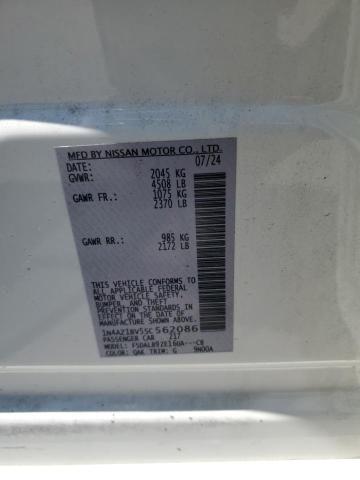 MFD BY NISSAN MOTOR CO., LTD.
DATE: 07/24
GVWR: 2045 KG
4508 LB
GAWR FR.: 1075 KG
2370 LB
GAWR RR.: 985 KG
2172 LB
THIS VEHICLE CONFORMS TO
ALL APPLICABLE FEDERAL
MOTOR VEHICLE SAFETY,
BUMPER, AND THEFT
PREVENTION STANDARDS IN
EFFECT ON THE DATE OF
MANUFACTURE SHOWN ABOVE.
1N4AZ1BV5SC562086
PASSENGER CAR Z17
COLOR: QAK TRIM: G 9N00A